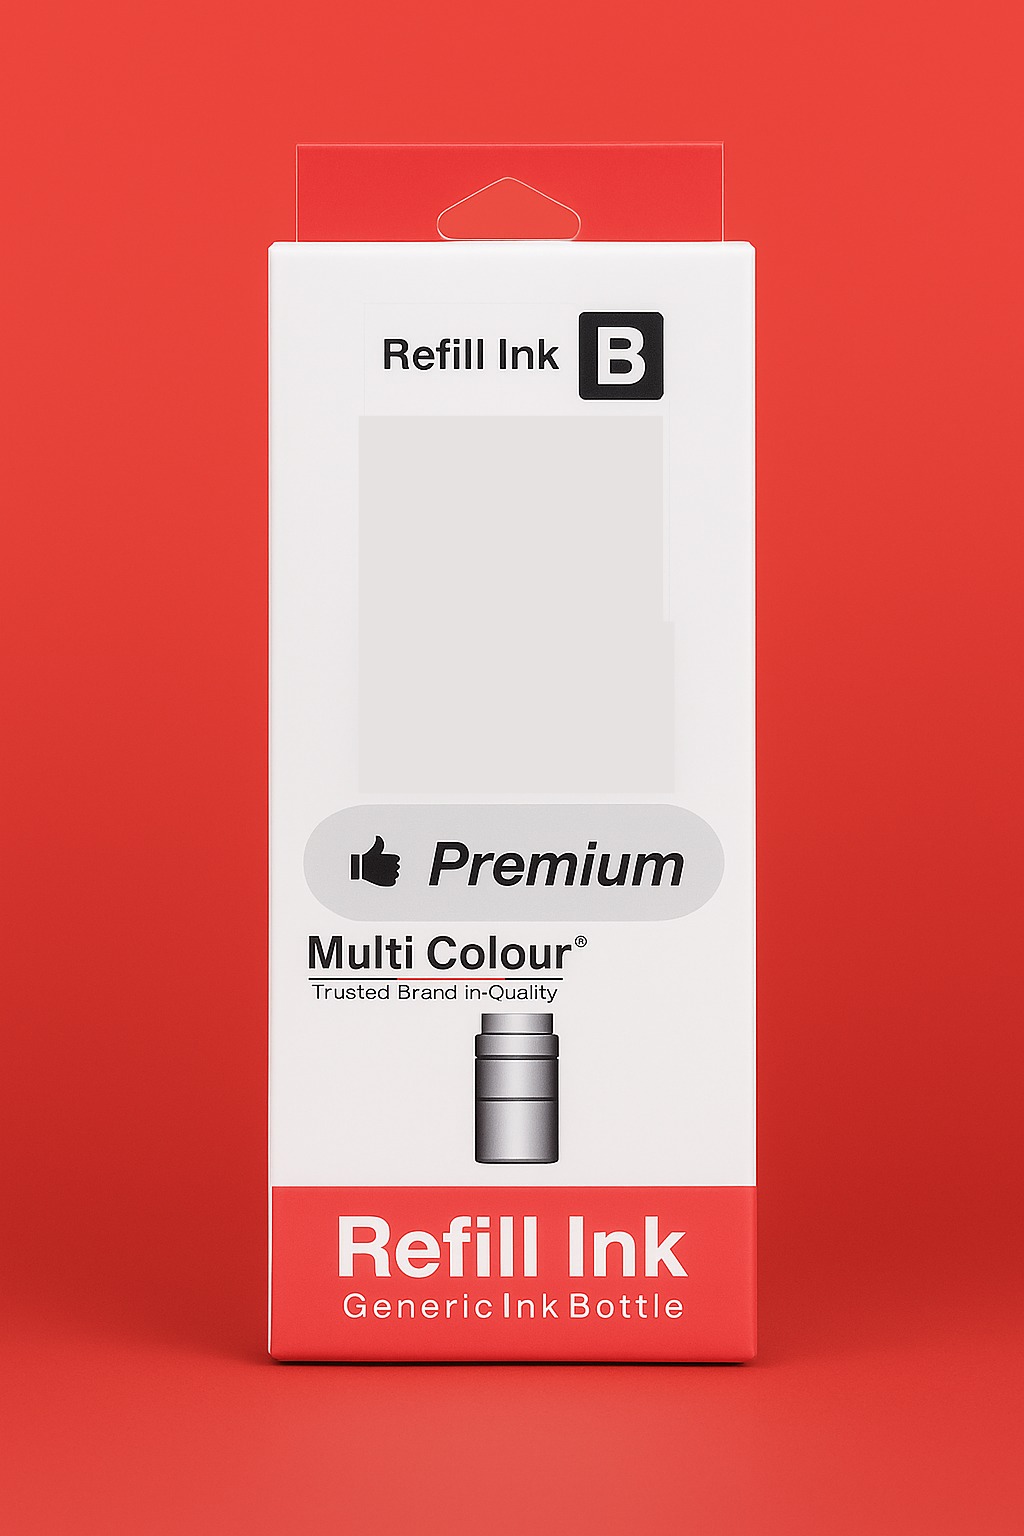 Refill Ink B
Premium
Multi Colour®
Trusted Brand in-Quality
Refill Ink
Generic Ink Bottle